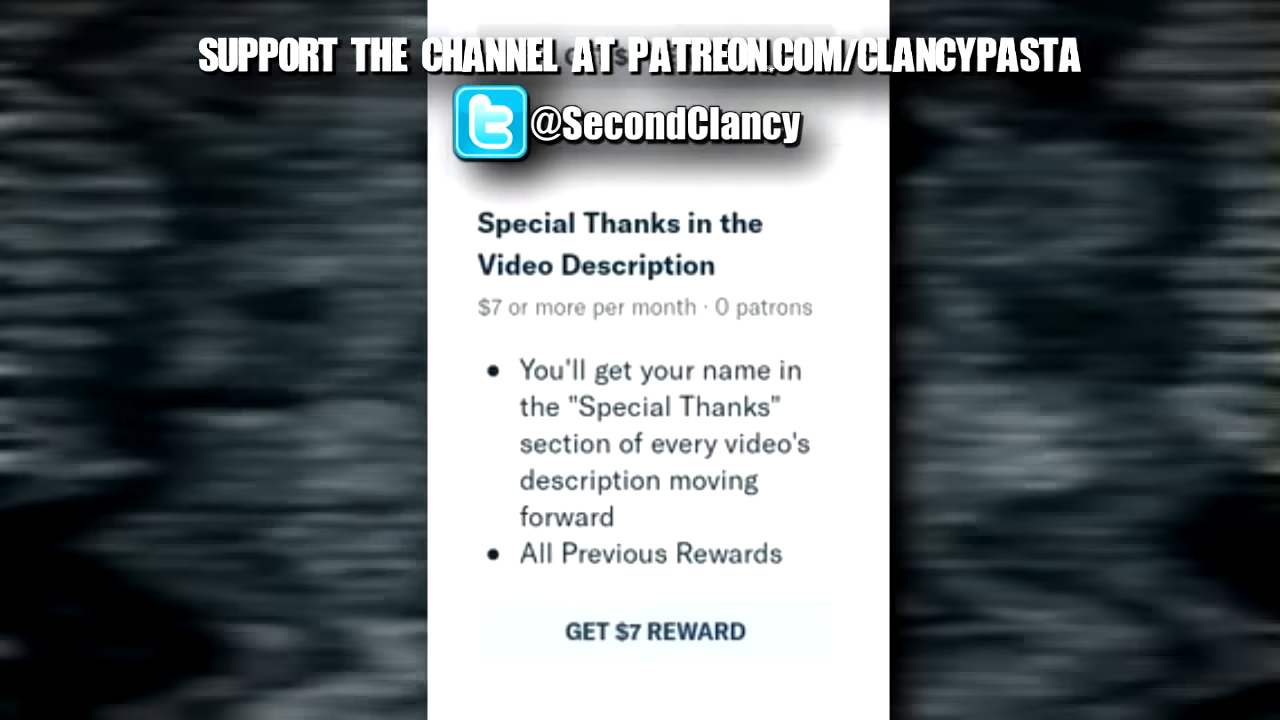 SUPPORT THE CHANNEL AT PATREON.COM/CLANCYPASTA
@SecondClancy
Special Thanks in the
Video Description
$7 or more per month · 0 patrons
● You'll get your name in
the "Special Thanks"
section of every video's
description moving
forward
● All Previous Rewards
GET $7 REWARD